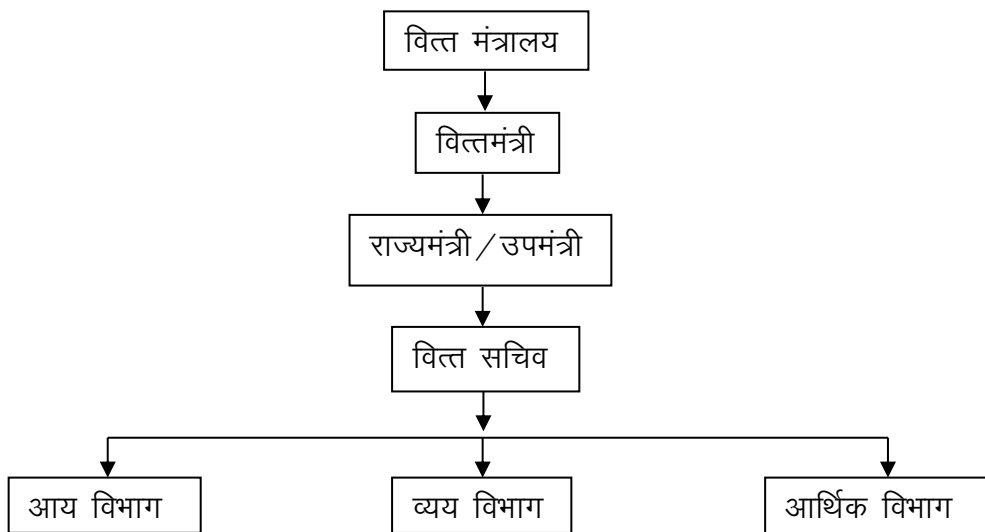 वित्त मंत्रालय
वित्तमंत्री
राज्यमंत्री/उपमंत्री
वित्त सचिव
आय विभाग व्यय विभाग आर्थिक विभाग